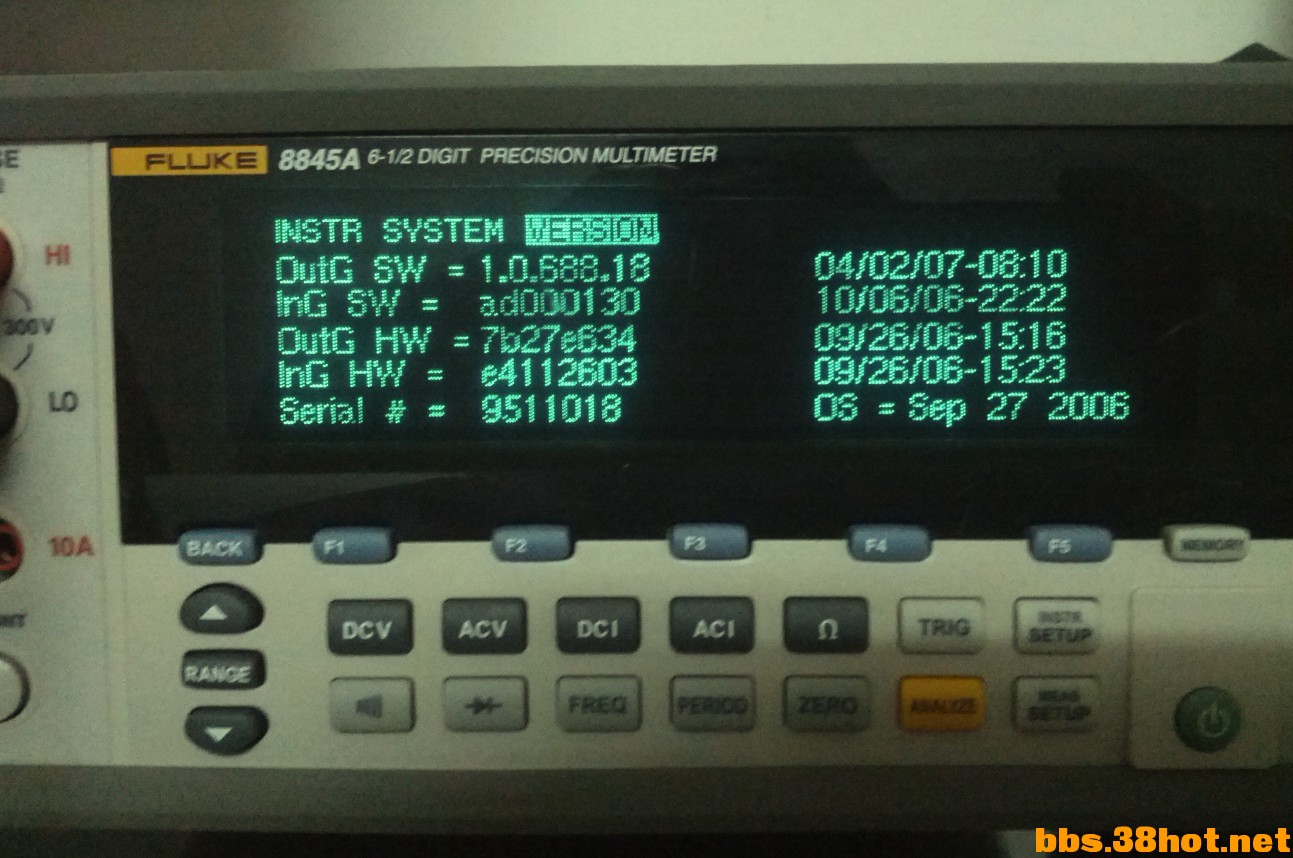 FLUKE 8845A 6-1/2 DIGIT PRECISION MULTIMETER
INSTR SYSTEM VERSION
OutG SW = 1.0.688.18 04/02/07-08:10
InG SW = ad000130 10/06/06-22:22
OutG HW = 7b27e634 09/26/06-15:16
InG HW = e4112603 09/26/06-15:23
Serial # = 9511018 OS = Sep 27 2006
HI
300V
LO
10A
BACK F1 F2 F3 F4 F5 MEMORY
DCV ACV DCI ACI Ω TRIG INSTR SETUP
RANGE
FREQ PERIOD ZERO ANALYZE MEAS SETUP
bbs.38hot.net